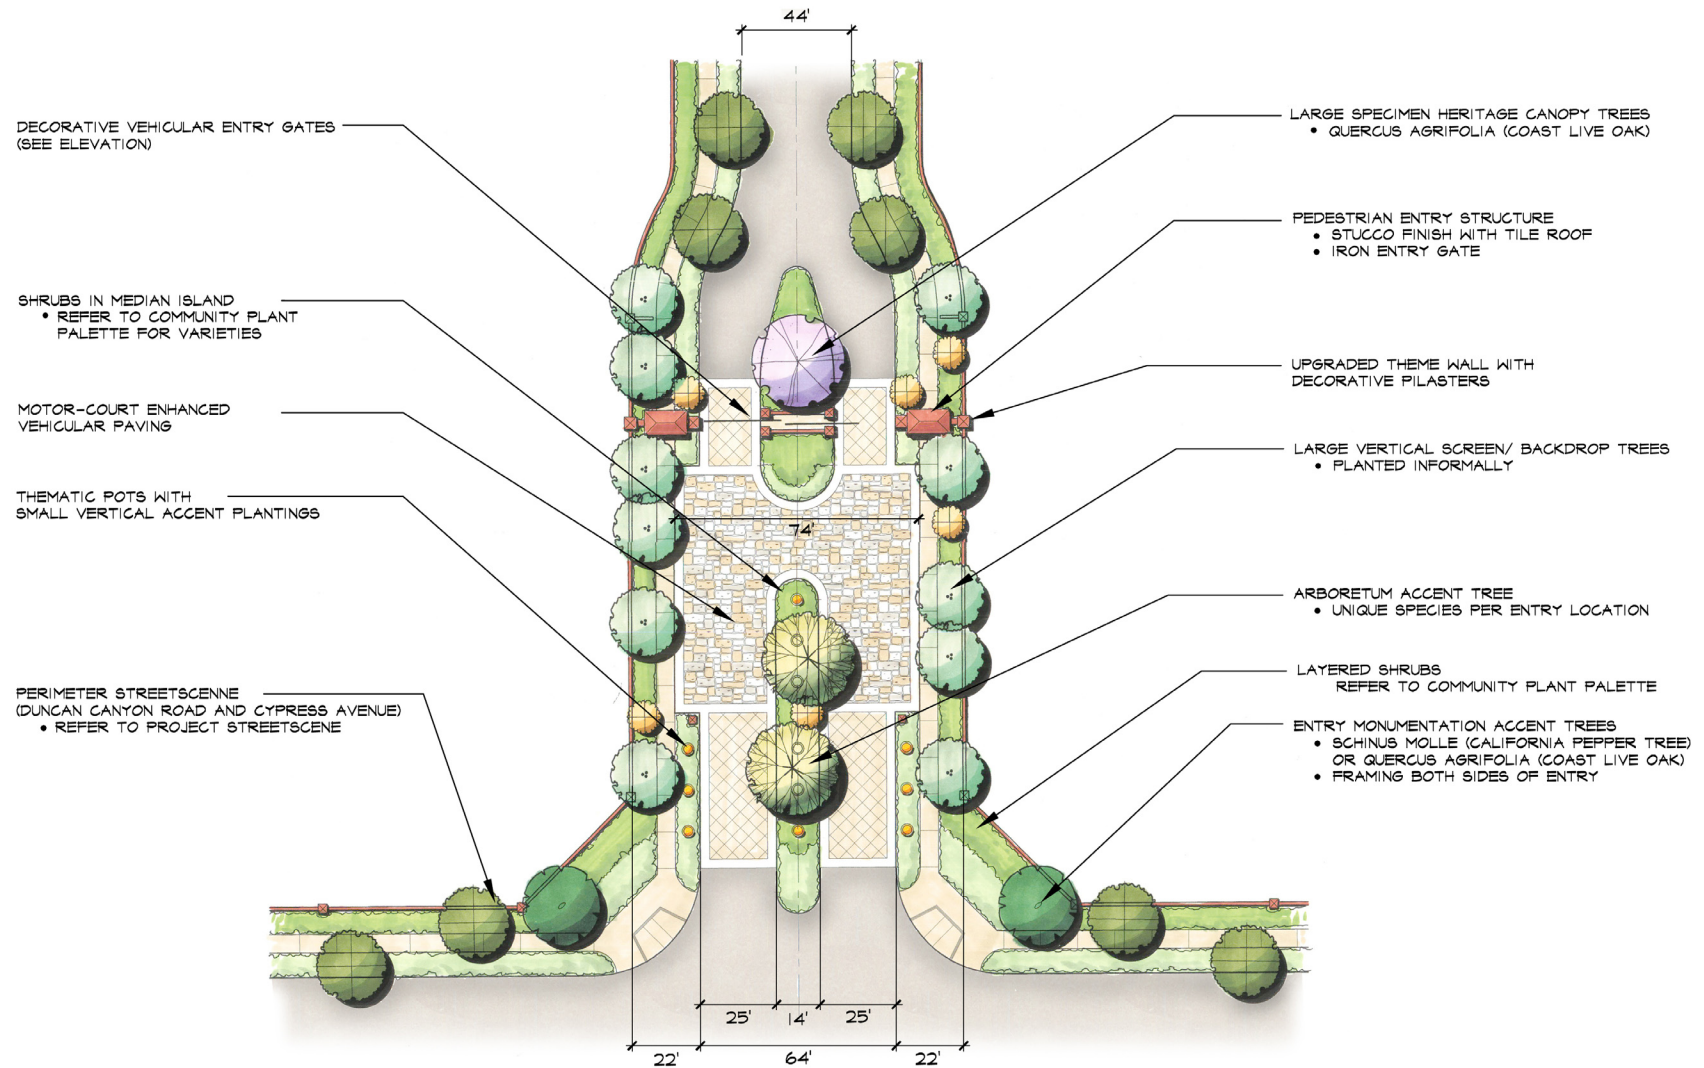 44'
DECORATIVE VEHICULAR ENTRY GATES
(SEE ELEVATION)
SHRUBS IN MEDIAN ISLAND
• REFER TO COMMUNITY PLANT
PALETTE FOR VARIETIES
MOTOR-COURT ENHANCED
VEHICULAR PAVING
THEMATIC POTS WITH
SMALL VERTICAL ACCENT PLANTINGS
PERIMETER STREETSCENNE
(DUNCAN CANYON ROAD AND CYPRESS AVENUE)
• REFER TO PROJECT STREETSCENE
LARGE SPECIMEN HERITAGE CANOPY TREES
• QUERCUS AGRIFOLIA (COAST LIVE OAK)
PEDESTRIAN ENTRY STRUCTURE
• STUCCO FINISH WITH TILE ROOF
• IRON ENTRY GATE
UPGRADED THEME WALL WITH
DECORATIVE PILASTERS
LARGE VERTICAL SCREEN/ BACKDROP TREES
• PLANTED INFORMALLY
ARBORETUM ACCENT TREE
• UNIQUE SPECIES PER ENTRY LOCATION
LAYERED SHRUBS
REFER TO COMMUNITY PLANT PALETTE
ENTRY MONUMENTATION ACCENT TREES
• SCHINUS MOLLE (CALIFORNIA PEPPER TREE)
OR QUERCUS AGRIFOLIA (COAST LIVE OAK)
• FRAMING BOTH SIDES OF ENTRY
74'
25' 14' 25'
22' 64' 22'